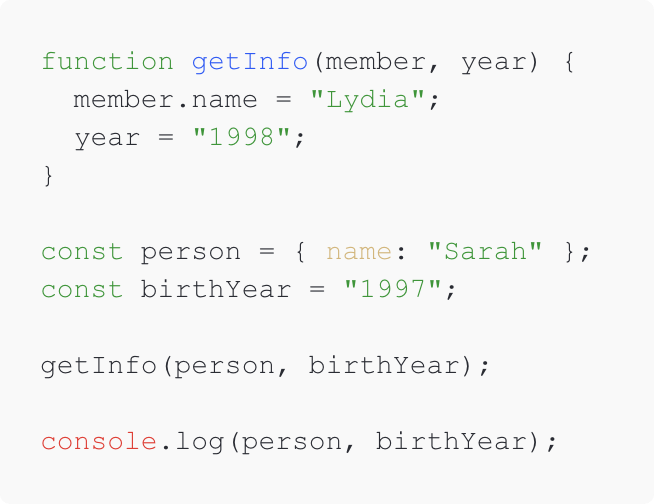 function getInfo(member, year) {
  member.name = "Lydia";
  year = "1998";
}

const person = { name: "Sarah" };
const birthYear = "1997";

getInfo(person, birthYear);

console.log(person, birthYear);